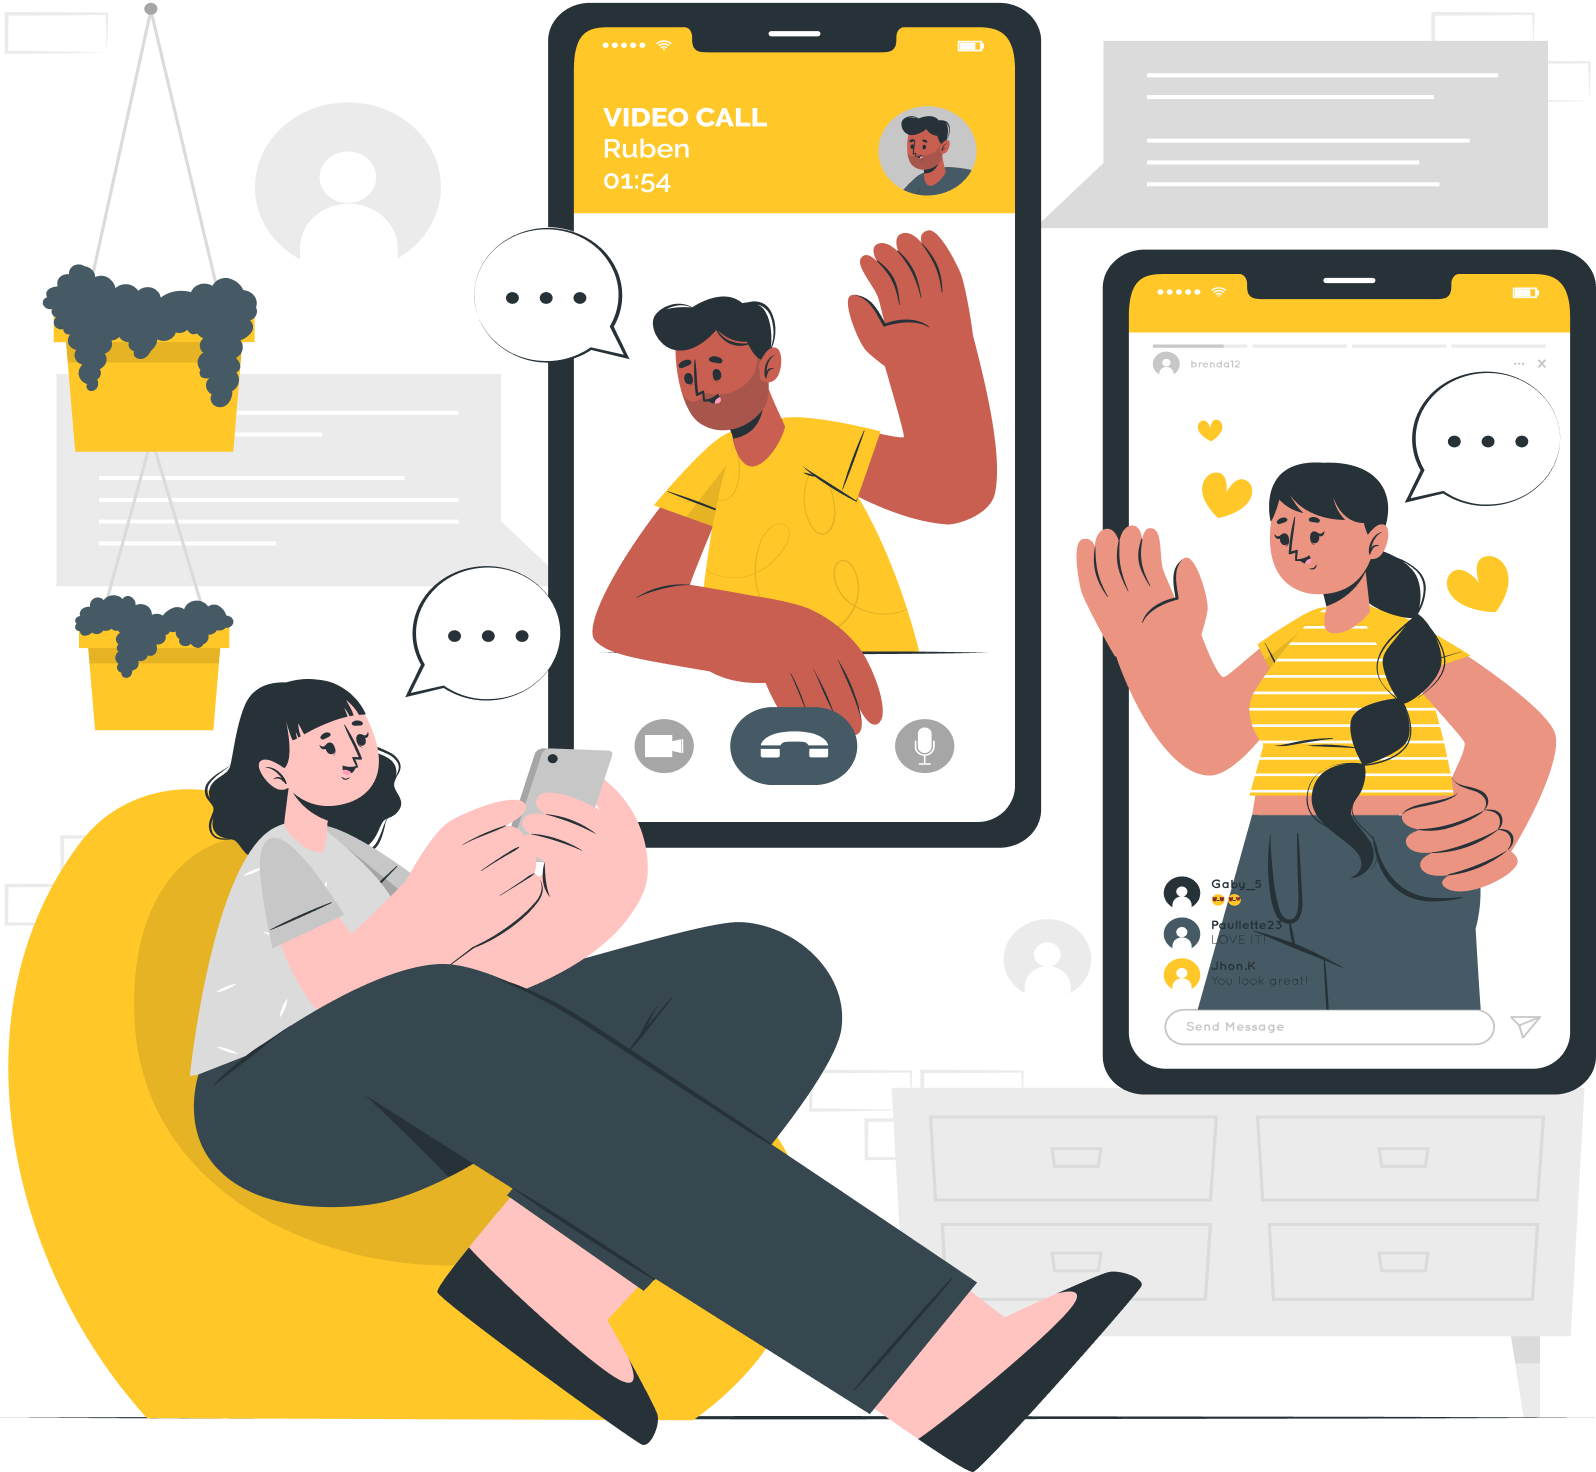 VIDEO CALL
Ruben
01:54
brenda12
Gaby_5
Paullette23
LOVE IT!
Jhon.K
You look great!
Send Message